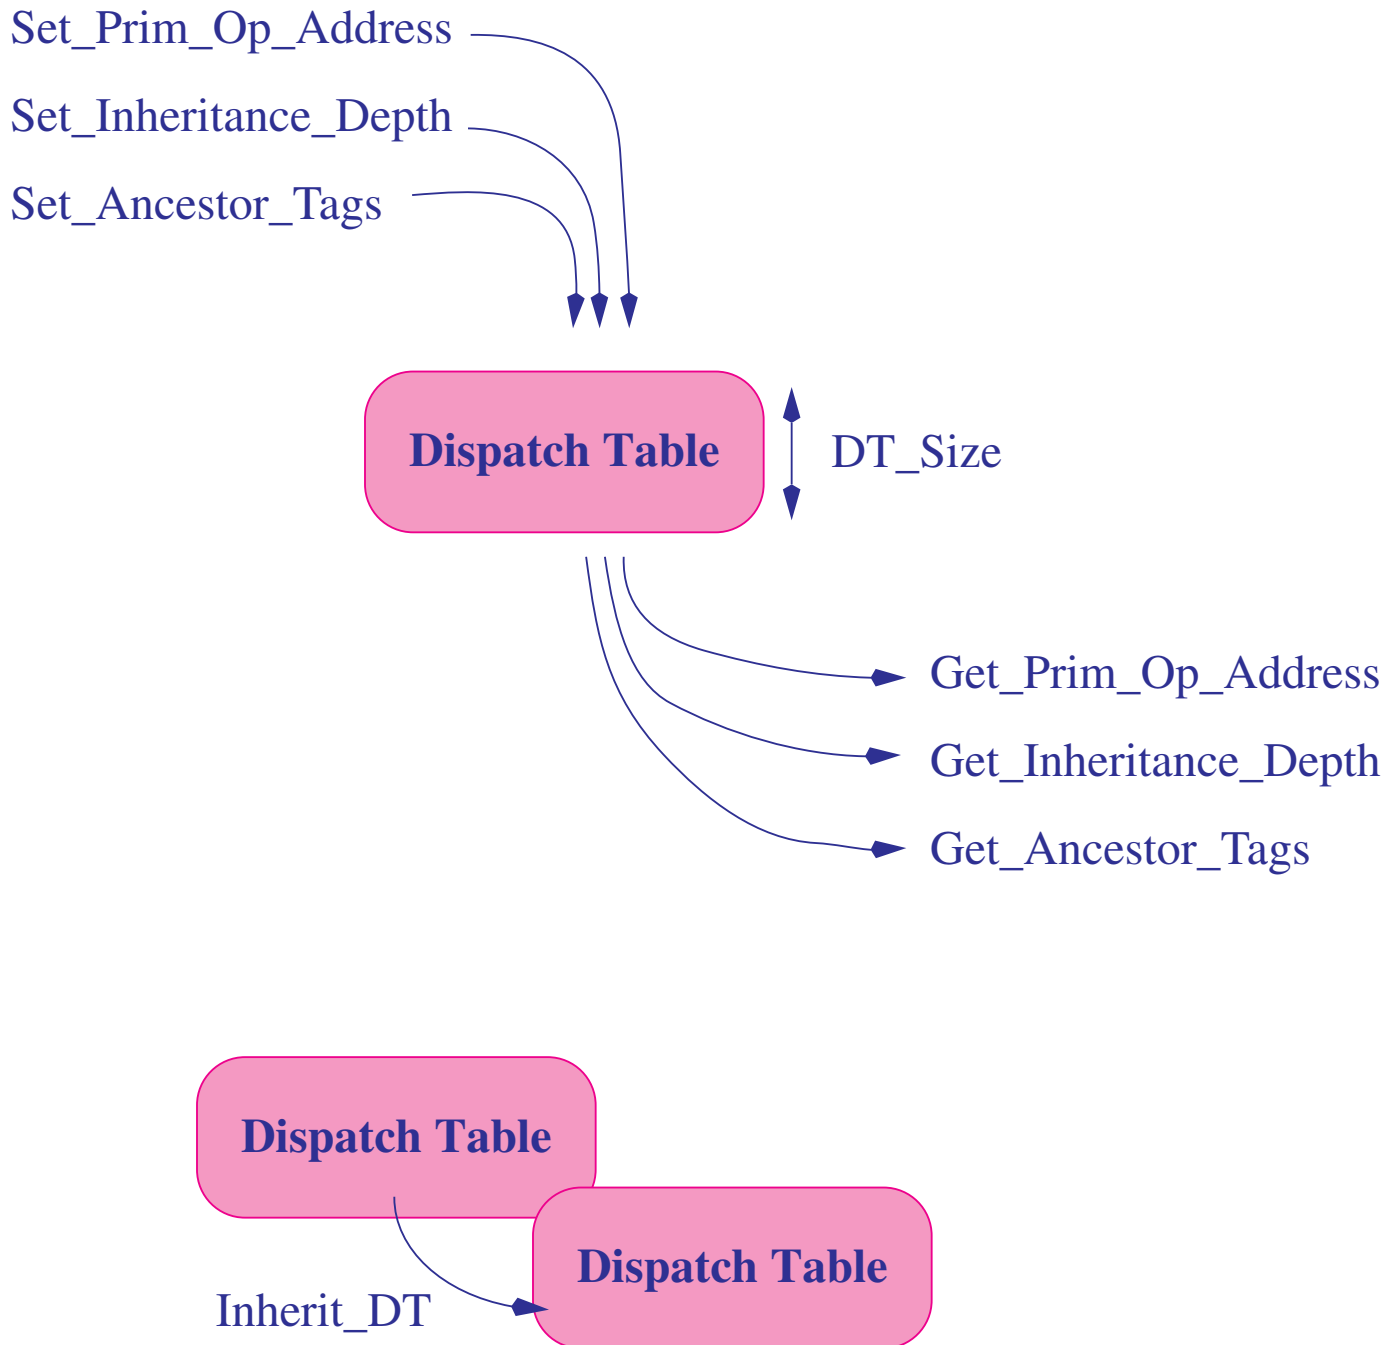 Set_Prim_Op_Address
Set_Inheritance_Depth
Set_Ancestor_Tags
Dispatch Table
DT_Size
Get_Prim_Op_Address
Get_Inheritance_Depth
Get_Ancestor_Tags
Dispatch Table
Dispatch Table
Inherit_DT